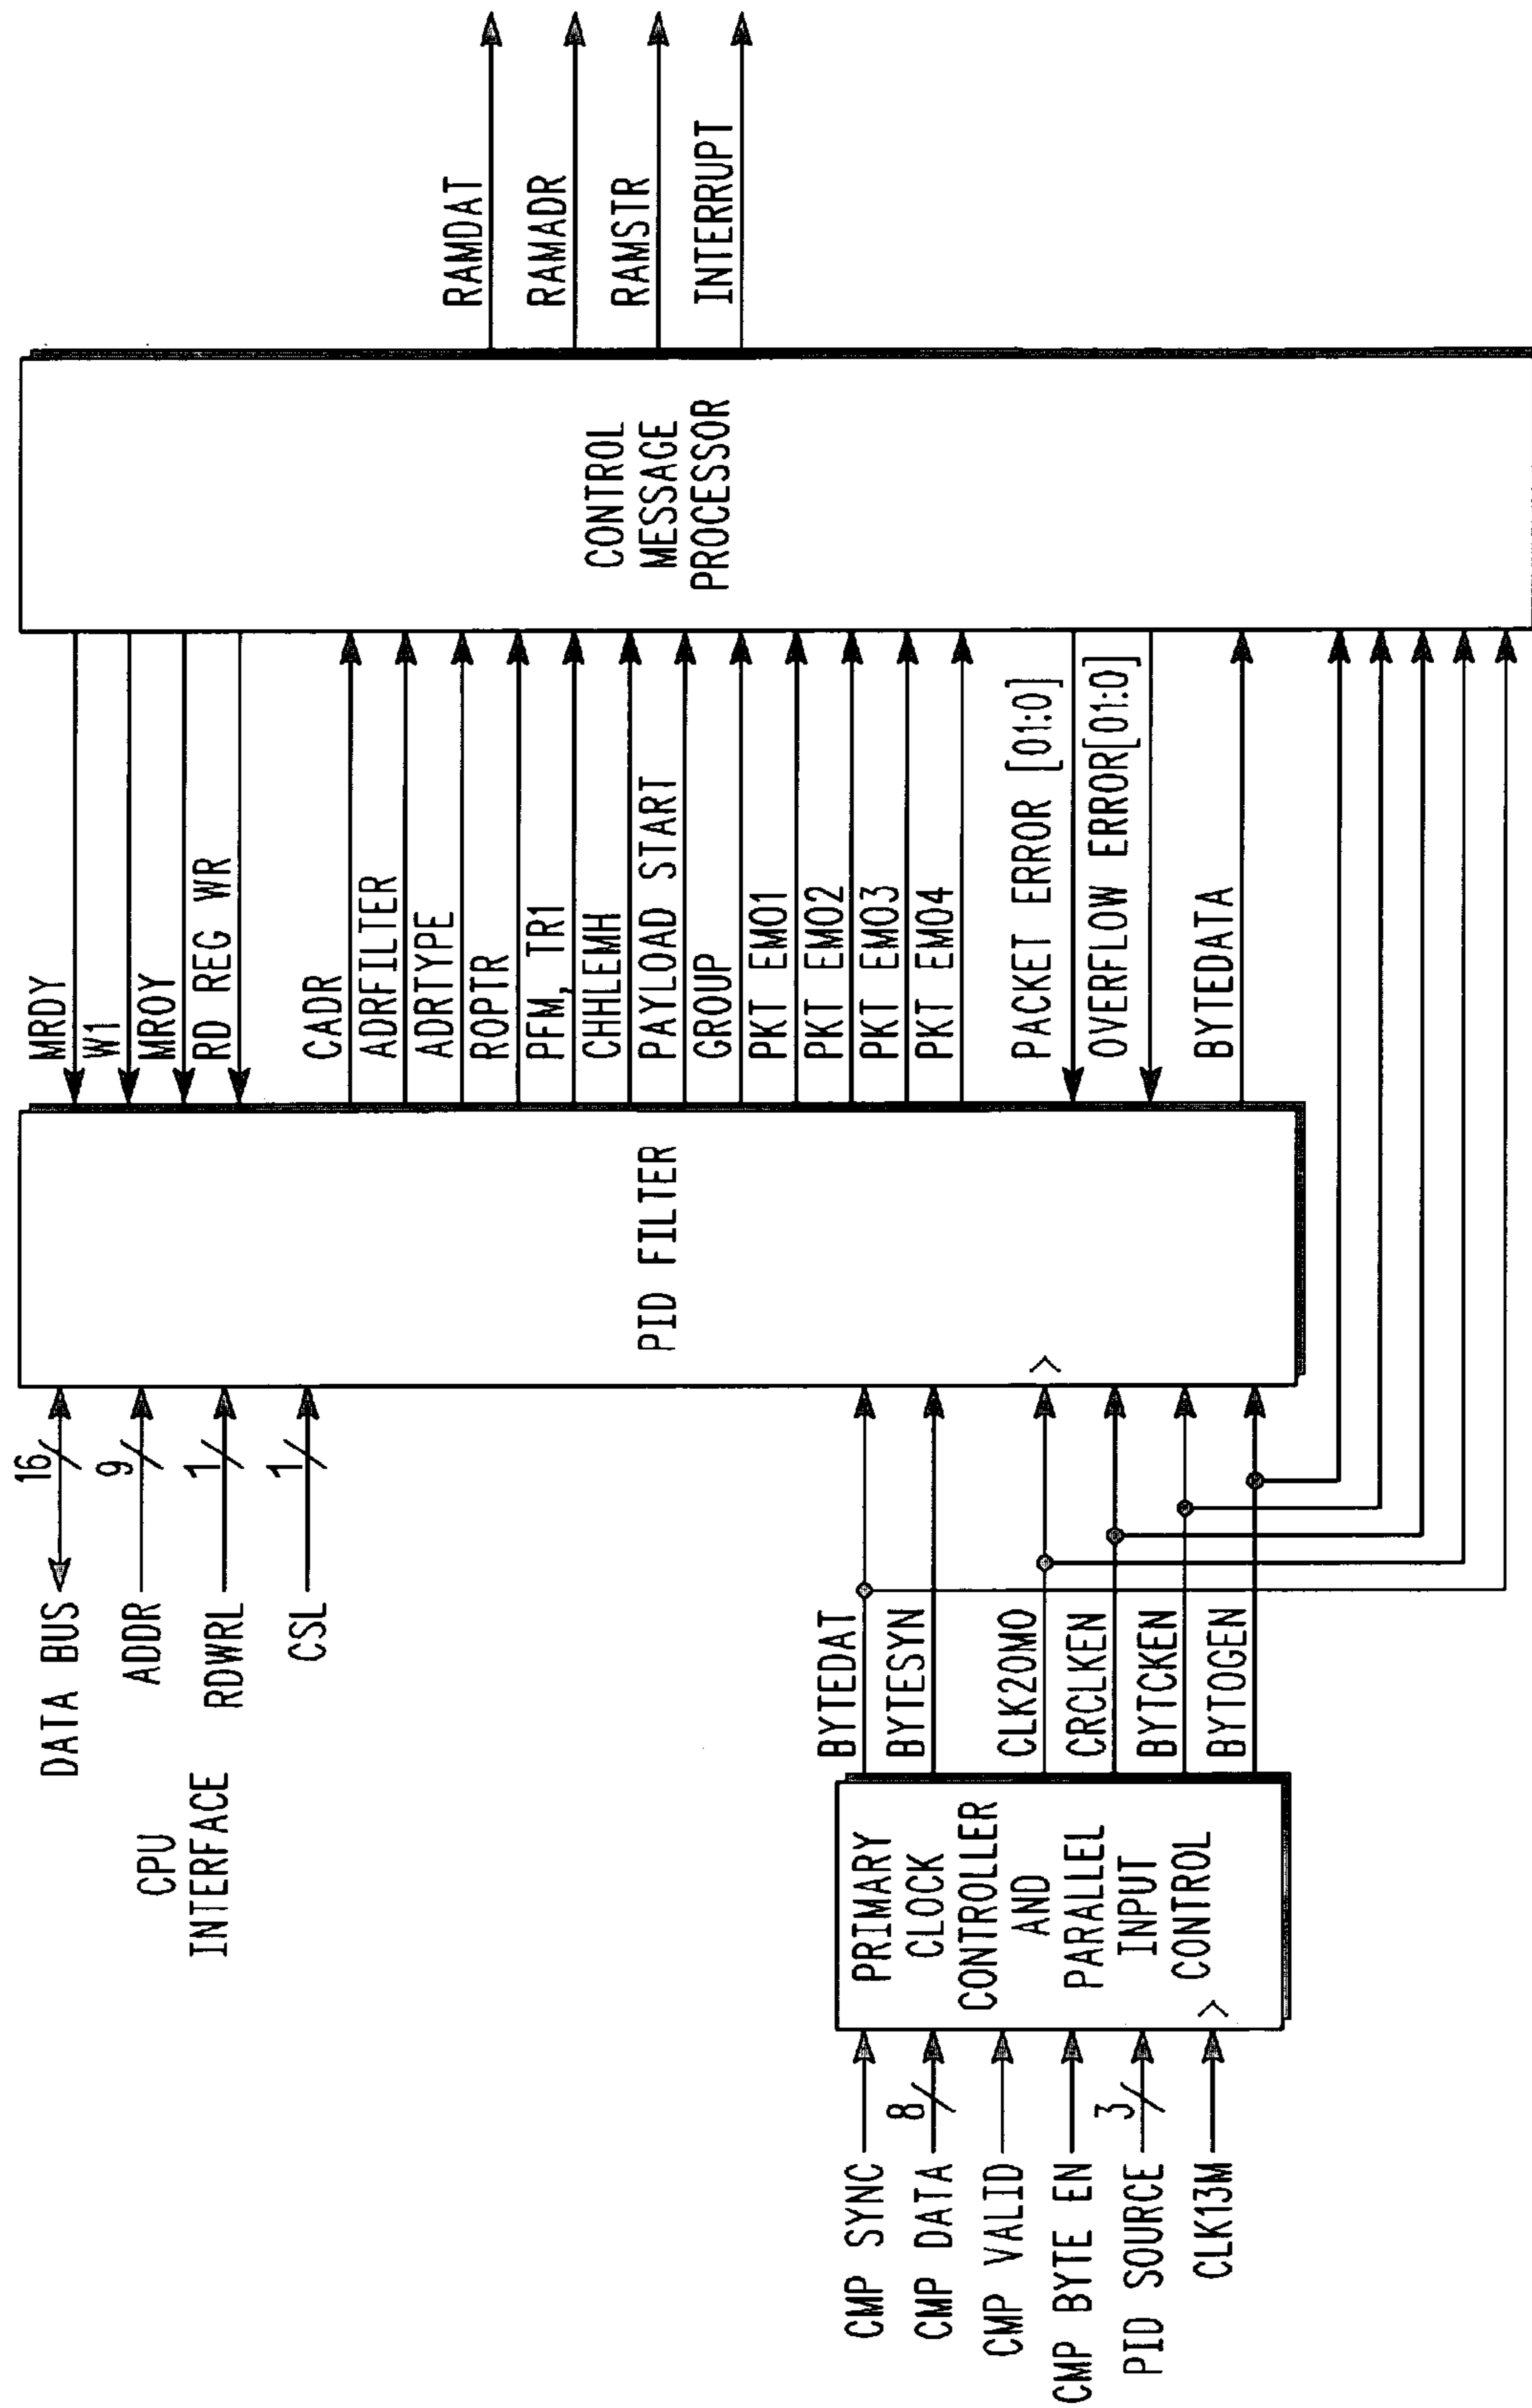 DATA BUS
16
ADDR
9
RDWRL
1
CSL
1
CPU
INTERFACE
CMP SYNC
CMP DATA
8
CMP VALID
CMP BYTE EN
PID SOURCE
3
CLK13M
PRIMARY
CLOCK
CONTROLLER
AND
PARALLEL
INPUT
CONTROL
BYTEDAT
BYTESYN
CLK20MO
CRCLKEN
BYTCKEN
BYTOGEN
PID FILTER
MRDY
W1
MROY
RD REG WR
CADR
ADRFILTER
ADRTYPE
ROPTR
PFM, TR1
CHHLEMH
PAYLOAD START
GROUP
PKT EMO1
PKT EMO2
PKT EMO3
PKT EMO4
PACKET ERROR [01:0]
OVERFLOW ERROR[01:0]
BYTEDATA
CONTROL
MESSAGE
PROCESSOR
RAMDAT
RAMADR
RAMSTR
INTERRUPT